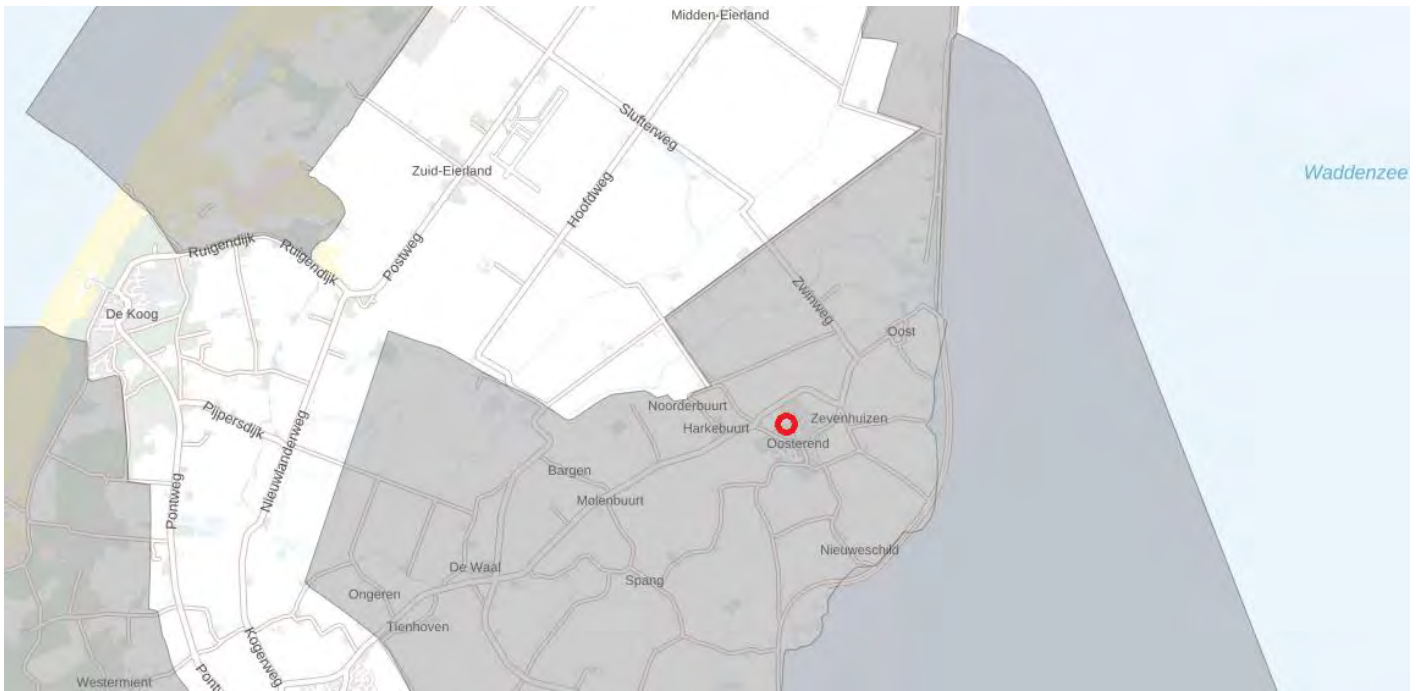 Midden-Eierland
Slufterweg
Zuid-Eierland
Waddenzee
Hoofdweg
Ruigendijk
Ruigendijk
Postweg
Zwinweg
De Koog
Oost
Noorderbuurt
Pijpersdijk
Zevenhuizen
Harkebuurt
Oosterend
Nieuwlanderweg
Bargen
Pontweg
Molenbuurt
Nieuweschild
De Waal
Spang
Ongeren
Tienhoven
Kogerweg
Westermient